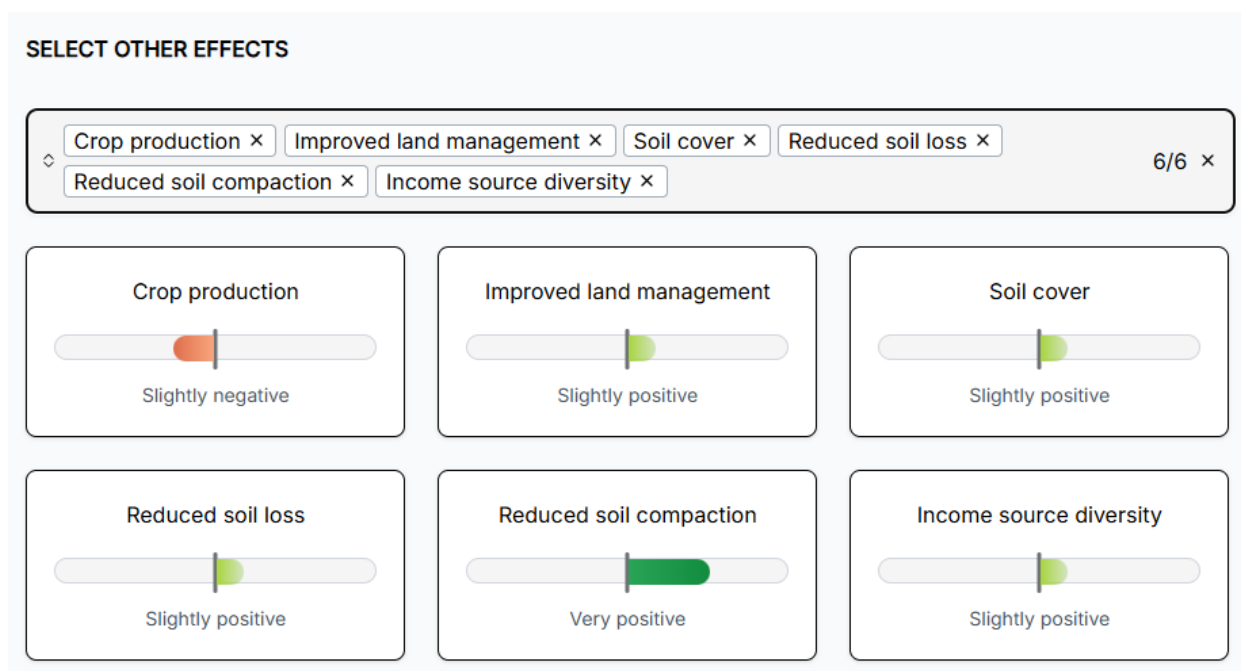 SELECT OTHER EFFECTS
Crop production × Improved land management × Soil cover × Reduced soil loss ×
6/6 ×
Reduced soil compaction × Income source diversity ×
Crop production
Slightly negative
Improved land management
Slightly positive
Soil cover
Slightly positive
Reduced soil loss
Slightly positive
Reduced soil compaction
Very positive
Income source diversity
Slightly positive